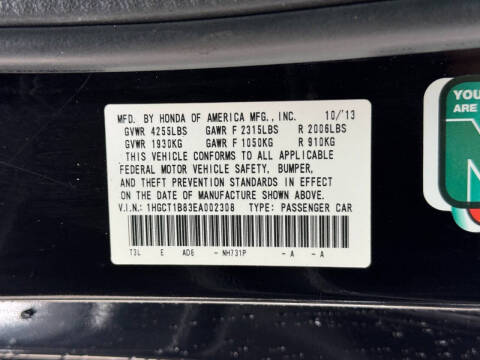 MFD. BY HONDA OF AMERICA MFG., INC. 10/'13
GVWR 4255LBS GAWR F 2315LBS R 2006LBS
GVWR 1930KG GAWR F 1050KG R 910KG
THIS VEHICLE CONFORMS TO ALL APPLICABLE
FEDERAL MOTOR VEHICLE SAFETY, BUMPER,
AND THEFT PREVENTION STANDARDS IN EFFECT
ON THE DATE OF MANUFACTURE SHOWN ABOVE.
V.I.N.: 1HGCT1B83EA002308 TYPE: PASSENGER CAR
T3L E AD6 - NH731P - A - A
YOU
ARE